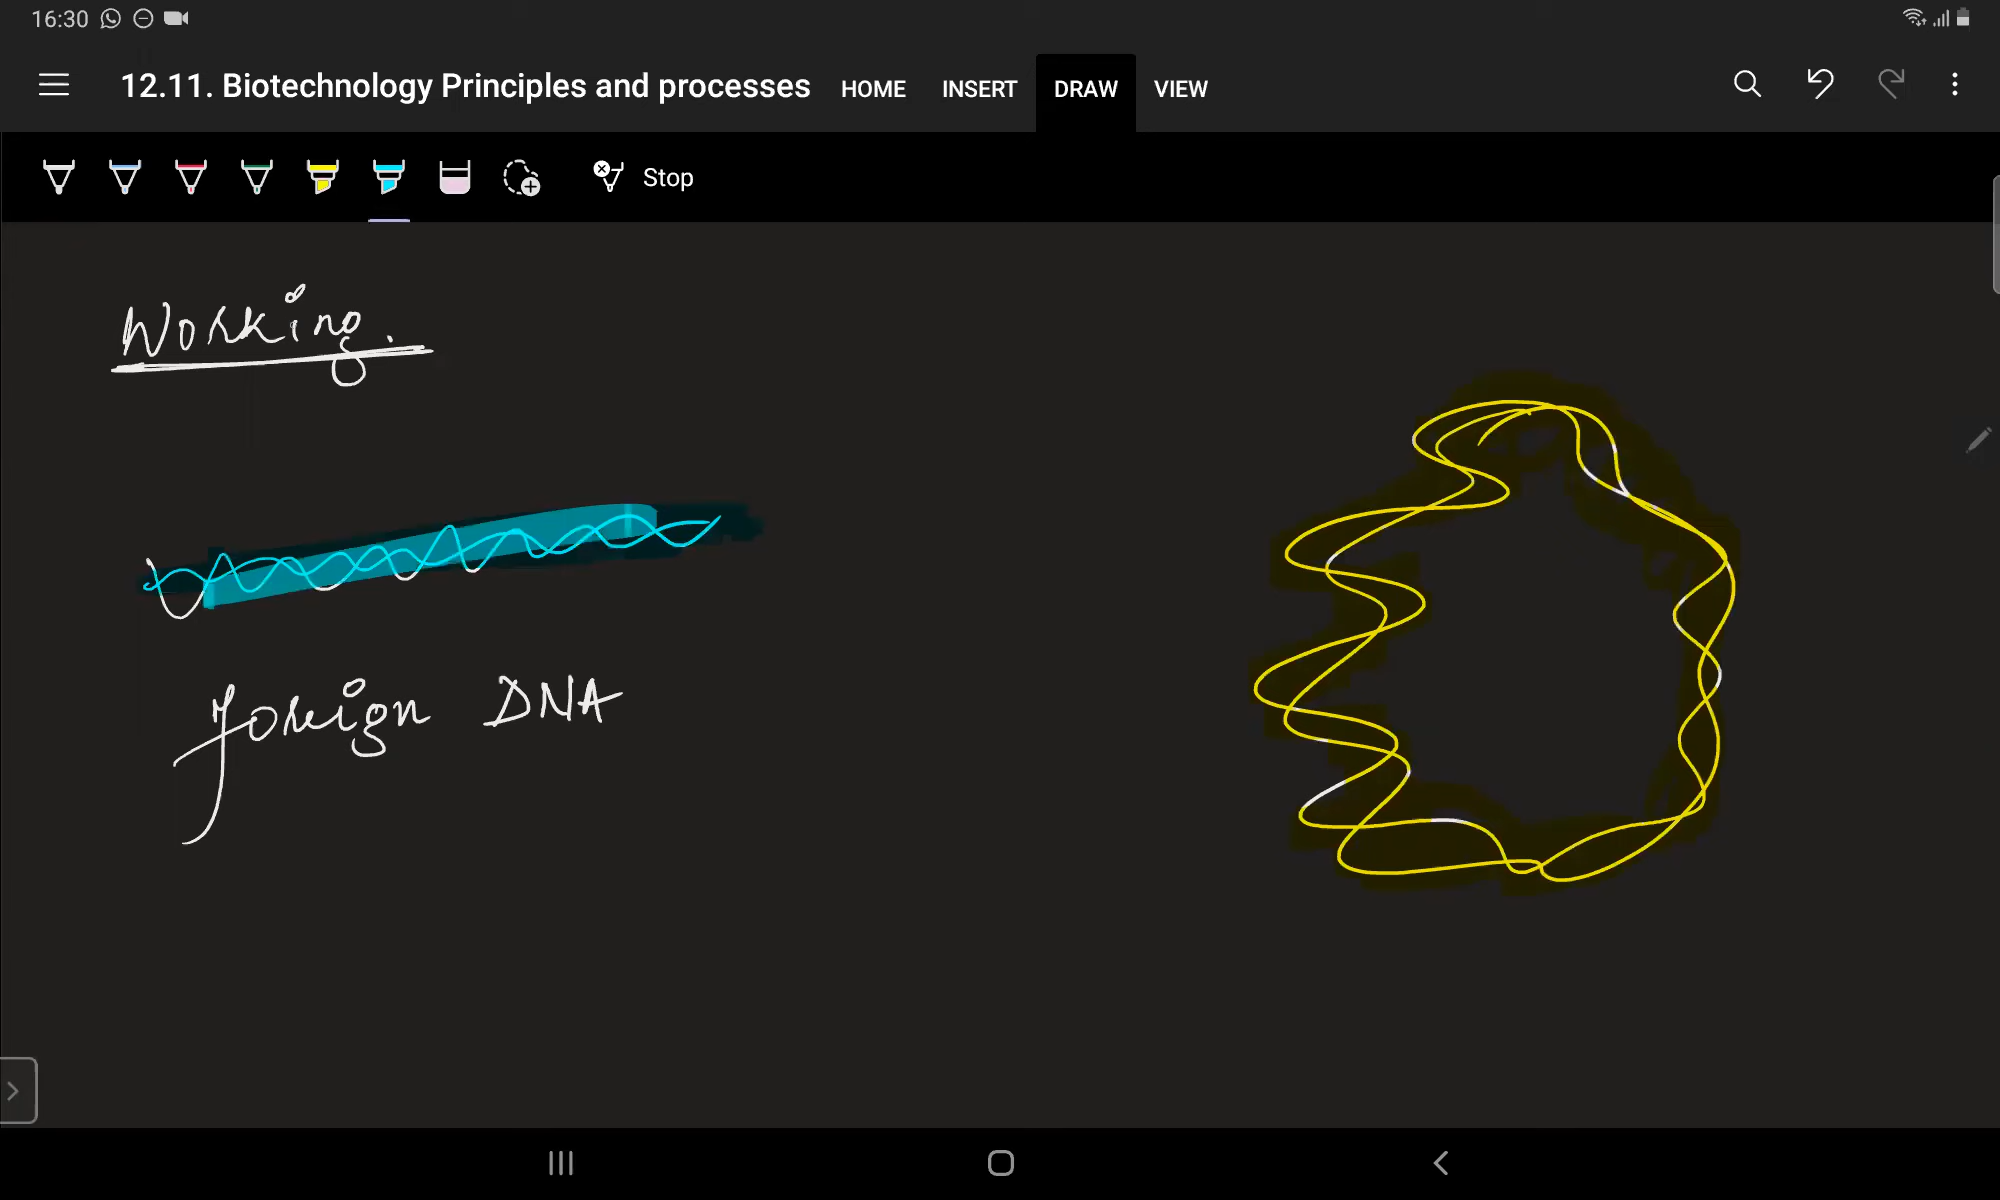 16:30
12.11. Biotechnology Principles and processes HOME INSERT DRAW VIEW
Stop
Working.
foreign DNA